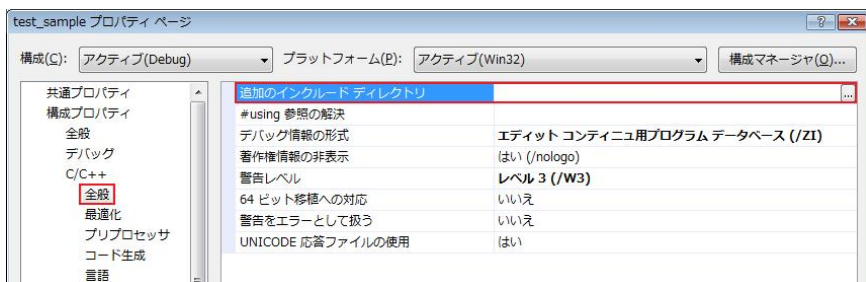 test_sample プロパティ ページ
構成(C): アクティブ(Debug) プラットフォーム(P): アクティブ(Win32) 構成マネージャ(O)...
共通プロパティ
構成プロパティ
全般
デバッグ
C/C++
全般
最適化
プリプロセッサ
コード生成
言語
追加のインクルード ディレクトリ ...
#using 参照の解決
デバッグ情報の形式 エディット コンティニュ用プログラム データベース (/ZI)
著作権情報の非表示 はい (/nologo)
警告レベル レベル 3 (/W3)
64 ビット移植への対応 いいえ
警告をエラーとして扱う いいえ
UNICODE 応答ファイルの使用 はい